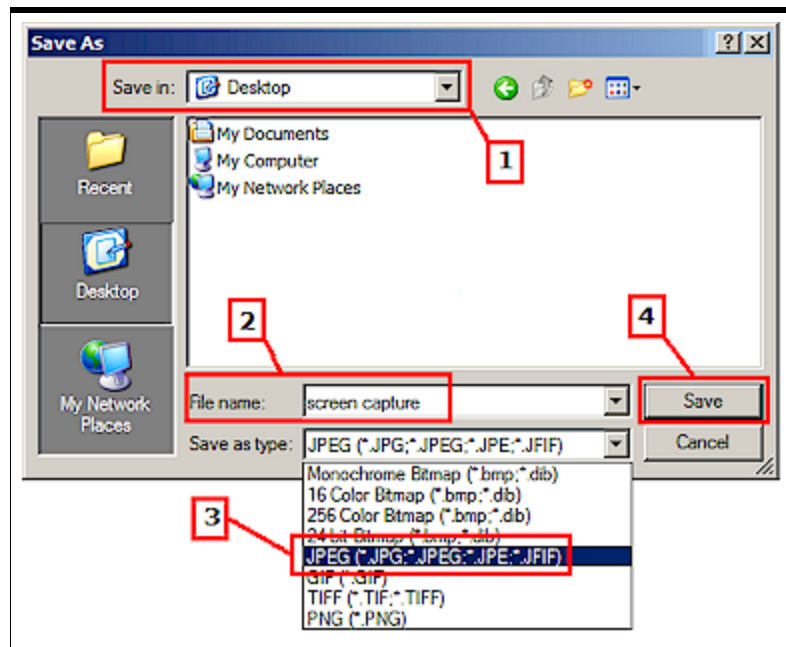 Save As
Save in: Desktop
1
My Documents
My Computer
My Network Places
Recent
Desktop
My Network
Places
2
4
File name: screen capture
Save
Save as type: JPEG (*.JPG;*.JPEG;*.JPE;*.JFIF)
Cancel
Monochrome Bitmap (*.bmp;*.dib)
16 Color Bitmap (*.bmp;*.dib)
256 Color Bitmap (*.bmp;*.dib)
24-bit Bitmap (*.bmp;*.dib)
3
JPEG (*.JPG;*.JPEG;*.JPE;*.JFIF)
GIF (*.GIF)
TIFF (*.TIF;*.TIFF)
PNG (*.PNG)